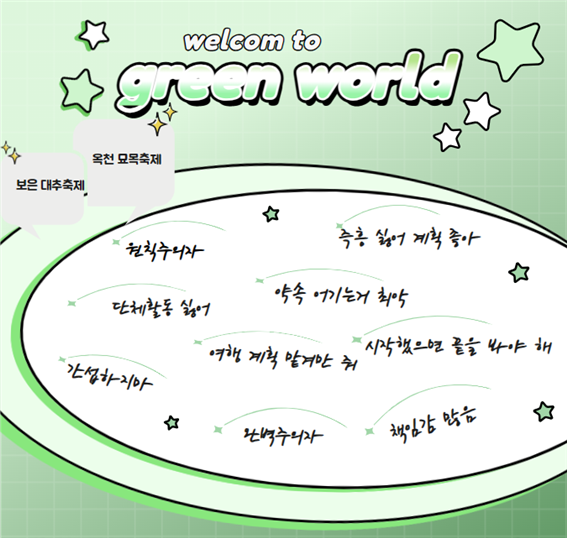 welcom to
green world
옥천 묘목축제
보은 대추축제
원칙주의자
즉흥 싫어 계획 좋아
단체활동 싫어
약속 어기는거 최악
여행 계획 맡겨만 줘
시작했으면 끝을 봐야 해
간섭하지마
완벽주의자
책임감 많음